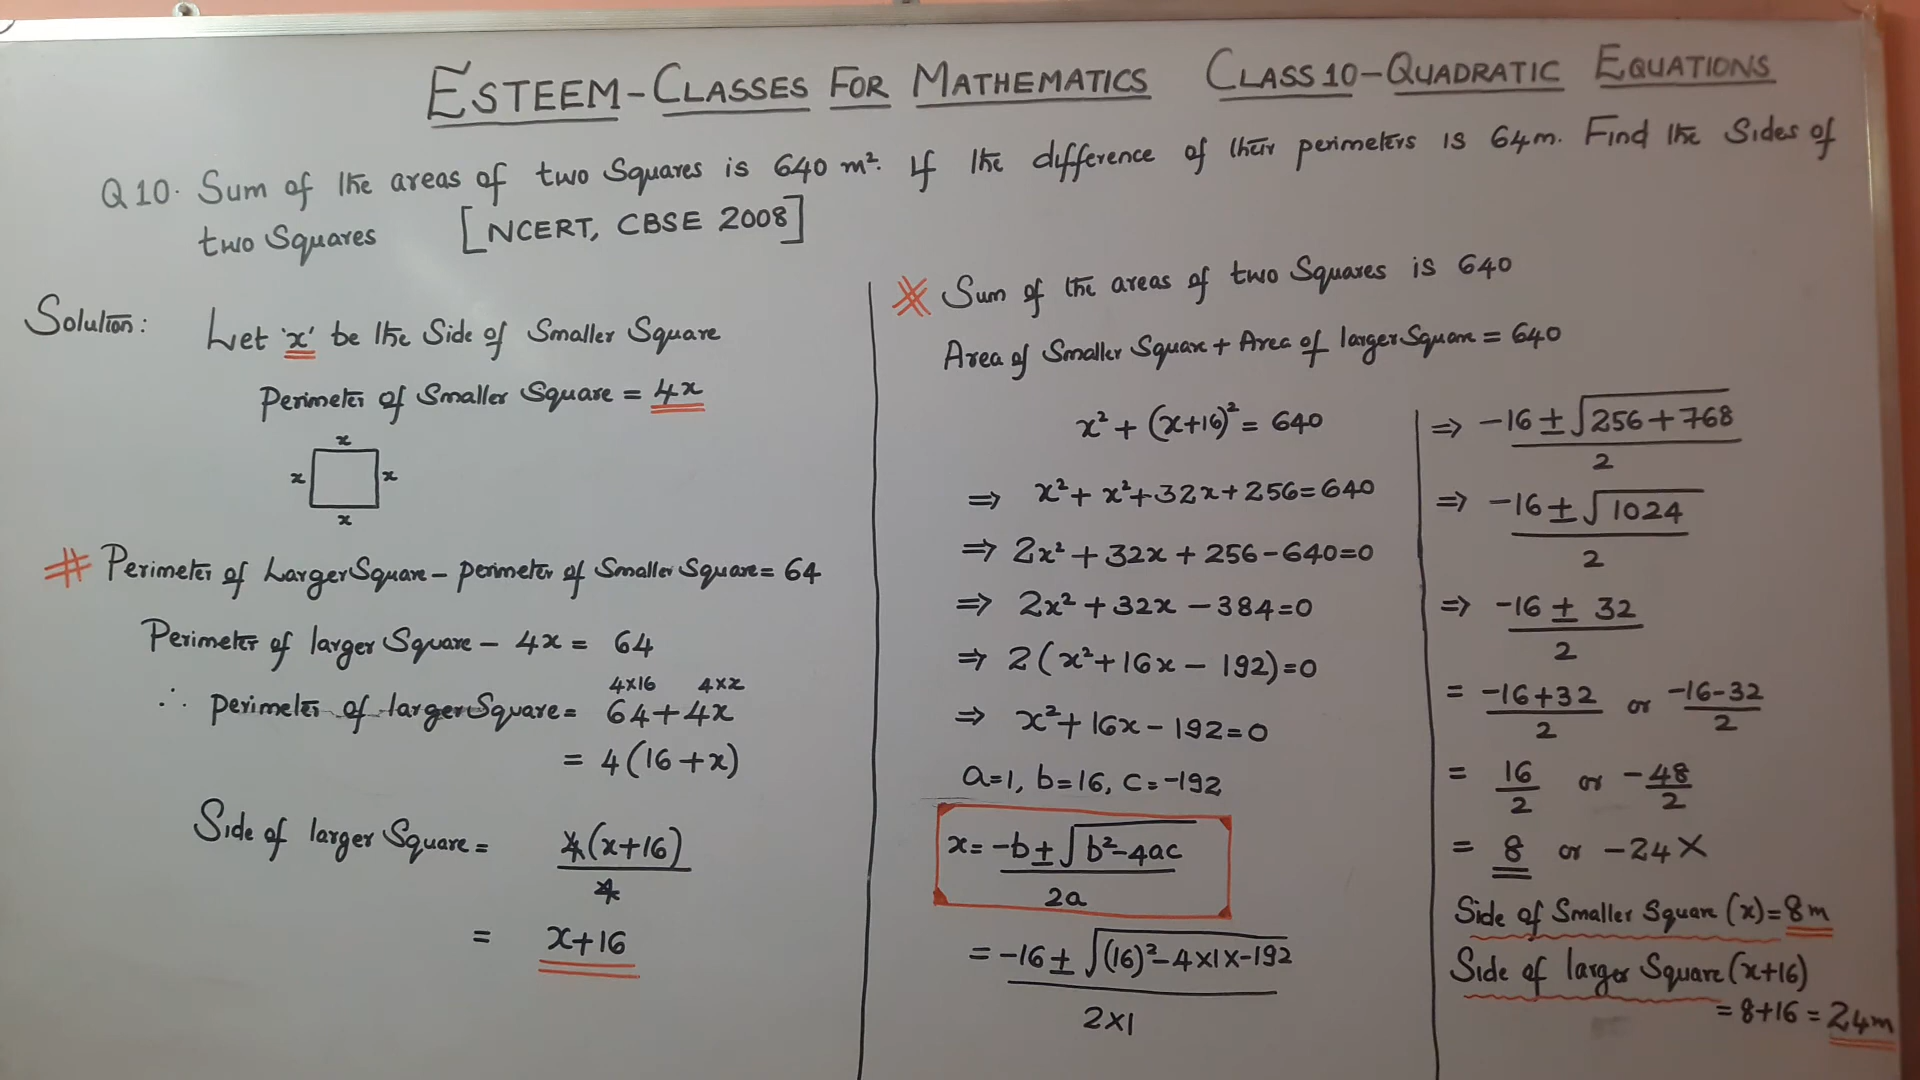 ESTEEM-CLASSES FOR MATHEMATICS CLASS 10-QUADRATIC EQUATIONS
Q10. Sum of the areas of two Squares is 640 m². If the difference of their perimeters is 64m. Find the Sides of
two Squares [NCERT, CBSE 2008]
Solution: Let 'x' be the Side of Smaller Square
Perimeter of Smaller Square = 4x
x
x x
x
# Perimeter of Larger Square - perimeter of Smaller Square = 64
Perimeter of larger Square - 4x = 64
4×16 4×x
∴ perimeter of larger Square = 64+4x
= 4(16+x)
Side of larger Square = 4(x+16)
4
= x+16
Sum of the areas of two Squares is 640
Area of Smaller Square + Area of larger Square = 640
x² + (x+16)² = 640
⇒ x² + x² + 32x + 256 = 640
⇒ 2x² + 32x + 256 - 640 = 0
⇒ 2x² + 32x - 384 = 0
⇒ 2(x² + 16x - 192) = 0
⇒ x² + 16x - 192 = 0
a=1, b=16, c=-192
x = -b ± √b²-4ac
2a
= -16 ± √(16)²-4×1×-192
2×1
⇒ -16 ± √256+768
2
⇒ -16 ± √1024
2
⇒ -16 ± 32
2
= -16+32 or -16-32
2 2
= 16 or -48
2 2
= 8 or -24 X
Side of Smaller Square (x) = 8m
Side of larger Square (x+16)
= 8+16 = 24m